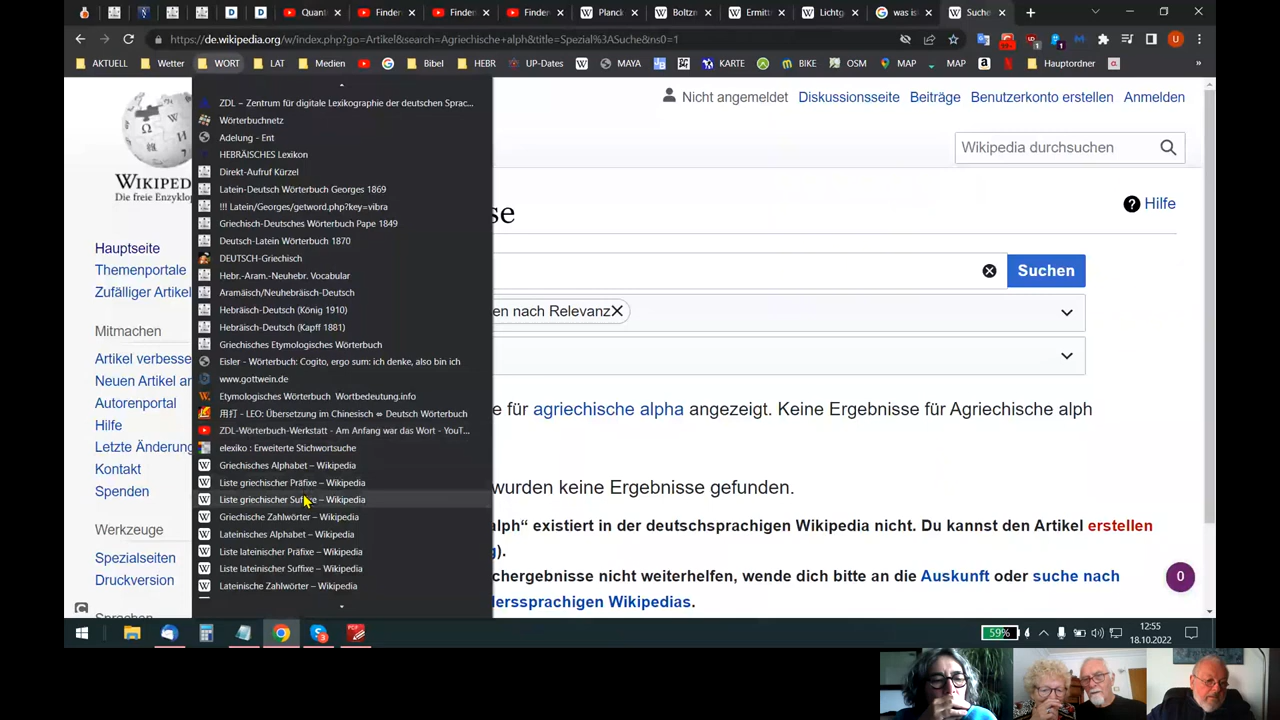 Quant
Finden
Finden
Finden
Planck
Boltzn
Ermitt
Lichtg
was is
Suche
https://de.wikipedia.org/w/index.php?go=Artikel&search=Agriechische+alph&title=Spezial%3ASuche&ns0=1
AKTUELL Wetter WORT LAT Medien Bibel HEBR UP-Dates MAYA KARTE BIKE OSM MAP MAP Hauptordner »
Nicht angemeldet Diskussionsseite Beiträge Benutzerkonto erstellen Anmelden
WIKIPED
Die freie Enzyklop
Wikipedia durchsuchen
Hilfe
se
Hauptseite
Themenportale
Zufälliger Artikel
Mitmachen
Artikel verbesse
Neuen Artikel an
Autorenportal
Hilfe
Letzte Änderung
Kontakt
Spenden
Werkzeuge
Spezialseiten
Druckversion
Sprachen
ZDL – Zentrum für digitale Lexikographie der deutschen Sprac...
Wörterbuchnetz
Adelung - Ent
HEBRÄISCHES Lexikon
Direkt-Aufruf Kürzel
Latein-Deutsch Wörterbuch Georges 1869
!!! Latein/Georges/getword.php?key=vibra
Griechisch-Deutsches Wörterbuch Pape 1849
Deutsch-Latein Wörterbuch 1870
DEUTSCH-Griechisch
Hebr.-Aram.-Neuhebr. Vocabular
Aramäisch/Neuhebräisch-Deutsch
Hebräisch-Deutsch (König 1910)
Hebräisch-Deutsch (Kapff 1881)
Griechisches Etymologisches Wörterbuch
Eisler - Wörterbuch: Cogito, ergo sum: ich denke, also bin ich
www.gottwein.de
Etymologisches Wörterbuch Wortbedeutung.info
用打 - LEO: Übersetzung im Chinesisch ⇔ Deutsch Wörterbuch
ZDL-Wörterbuch-Werkstatt - Am Anfang war das Wort - YouT...
elexiko : Erweiterte Stichwortsuche
Griechisches Alphabet – Wikipedia
Liste griechischer Präfixe – Wikipedia
Liste griechischer Suffixe – Wikipedia
Griechische Zahlwörter – Wikipedia
Lateinisches Alphabet – Wikipedia
Liste lateinischer Präfixe – Wikipedia
Liste lateinischer Suffixe – Wikipedia
Lateinische Zahlwörter – Wikipedia
Suchen
en nach Relevanz
e für agriechische alpha angezeigt. Keine Ergebnisse für Agriechische alph
wurden keine Ergebnisse gefunden.
alph“ existiert in der deutschsprachigen Wikipedia nicht. Du kannst den Artikel erstellen
).
chergebnisse nicht weiterhelfen, wende dich bitte an die Auskunft oder suche nach
derssprachigen Wikipedias.
0
59%
12:55
18.10.2022